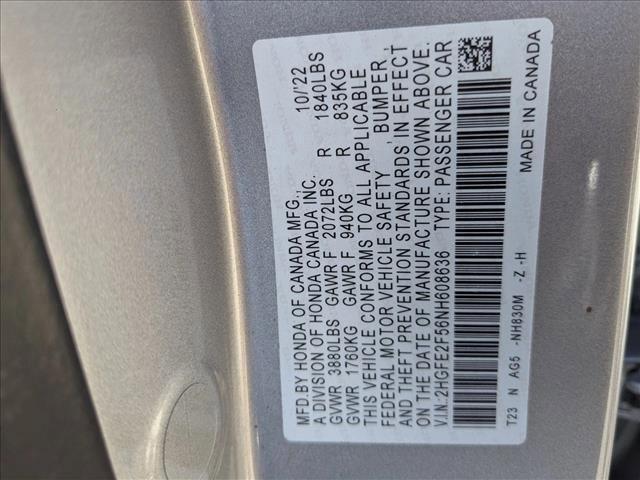 MFD.BY HONDA OF CANADA MFG., 10/'22
A DIVISION OF HONDA CANADA INC.
GVWR 3880LBS GAWR F 2072LBS R 1840LBS
GVWR 1760KG GAWR F 940KG R 835KG
THIS VEHICLE CONFORMS TO ALL APPLICABLE
FEDERAL MOTOR VEHICLE SAFETY, BUMPER,
AND THEFT PREVENTION STANDARDS IN EFFECT
ON THE DATE OF MANUFACTURE SHOWN ABOVE.
V.I.N.:2HGFE2F56NH608636 TYPE: PASSENGER CAR
T23 N AG5 -NH830M -Z -H MADE IN CANADA